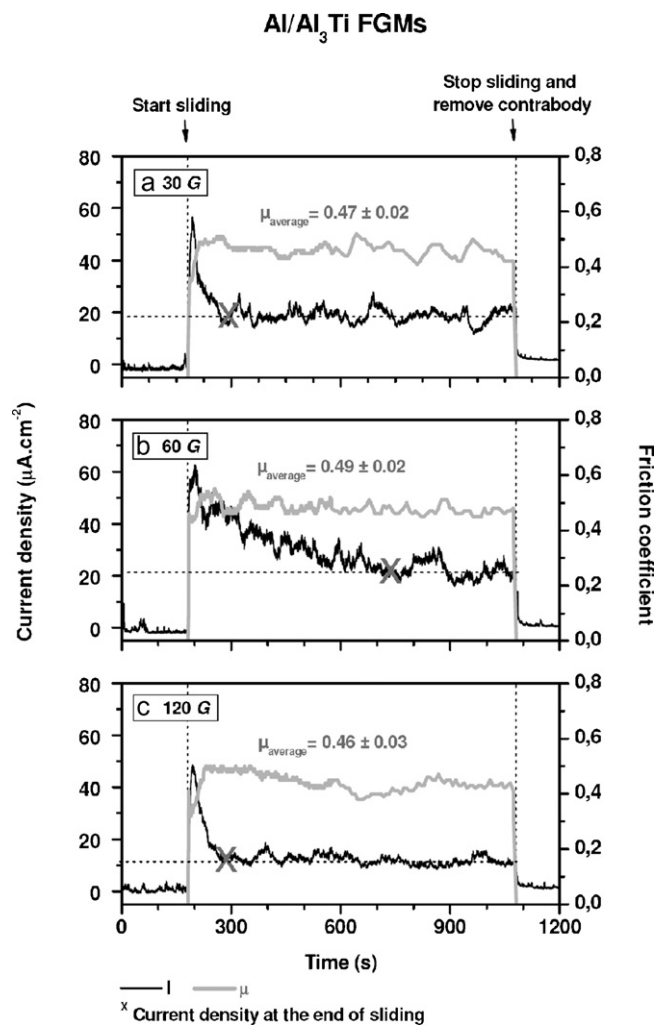 Al/Al₃Ti FGMs
Start sliding
Stop sliding and
remove contrabody
80
60
40
20
0
a 30 G
μaverage = 0.47 ± 0.02
0,8
0,6
0,4
0,2
0,0
80
60
40
20
0
b 60 G
μaverage = 0.49 ± 0.02
0,8
0,6
0,4
0,2
0,0
80
60
40
20
0
c 120 G
μaverage = 0.46 ± 0.03
0,8
0,6
0,4
0,2
0,0
Current density (μA.cm⁻²)
Friction coefficient
0 300 600 900 1200
Time (s)
I μ
x Current density at the end of sliding